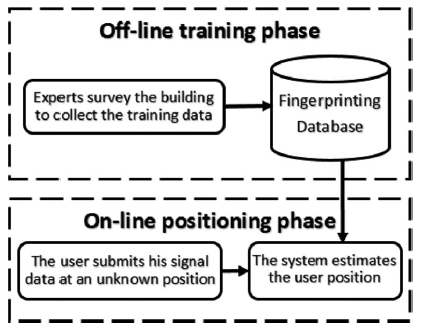 Off-line training phase
Experts survey the building
to collect the training data
Fingerprinting
Database
On-line positioning phase
The user submits his signal
data at an unknown position
The system estimates
the user position